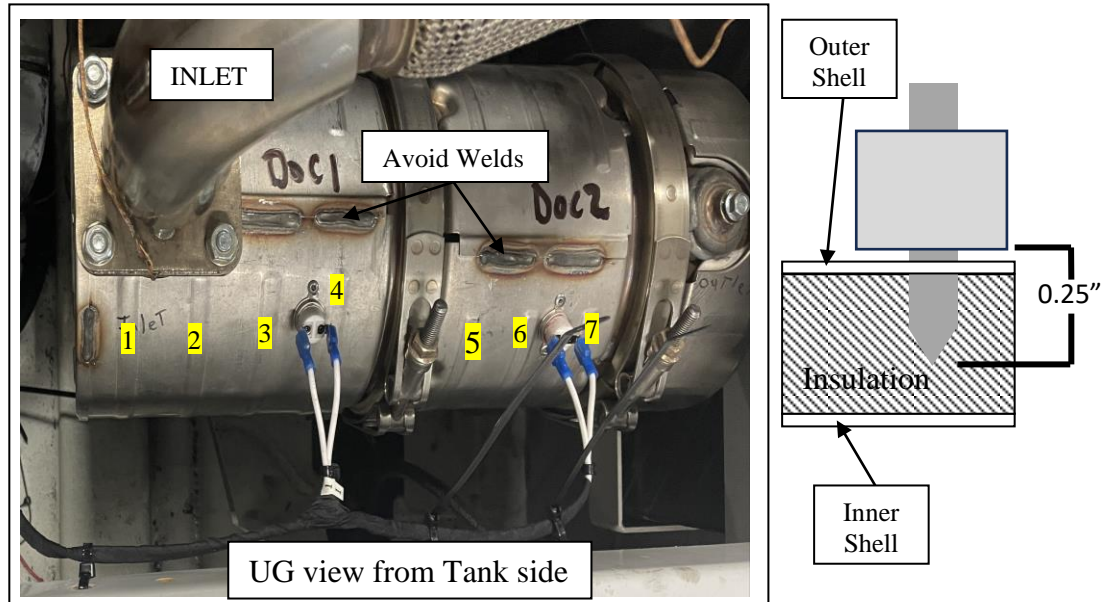 INLET
Avoid Welds
DOC1
DOC2
outlet
Inlet
1
2
3
4
5
6
7
UG view from Tank side
Outer
Shell
0.25”
Insulation
Inner
Shell